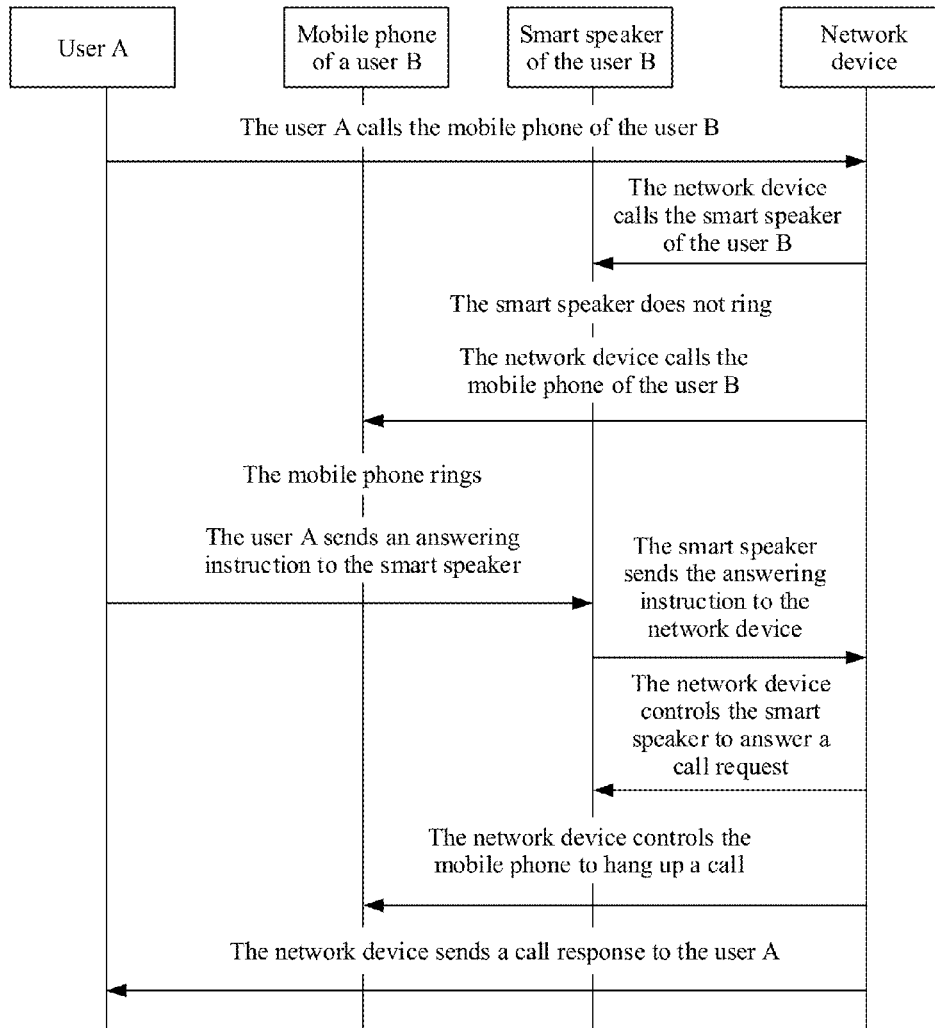 User A
Mobile phone
of a user B
Smart speaker
of the user B
Network
device
The user A calls the mobile phone of the user B
The network device
calls the smart speaker
of the user B
The smart speaker does not ring
The network device calls the
mobile phone of the user B
The mobile phone rings
The user A sends an answering
instruction to the smart speaker
The smart speaker
sends the answering
instruction to the
network device
The network device
controls the smart
speaker to answer a
call request
The network device controls the
mobile phone to hang up a call
The network device sends a call response to the user A